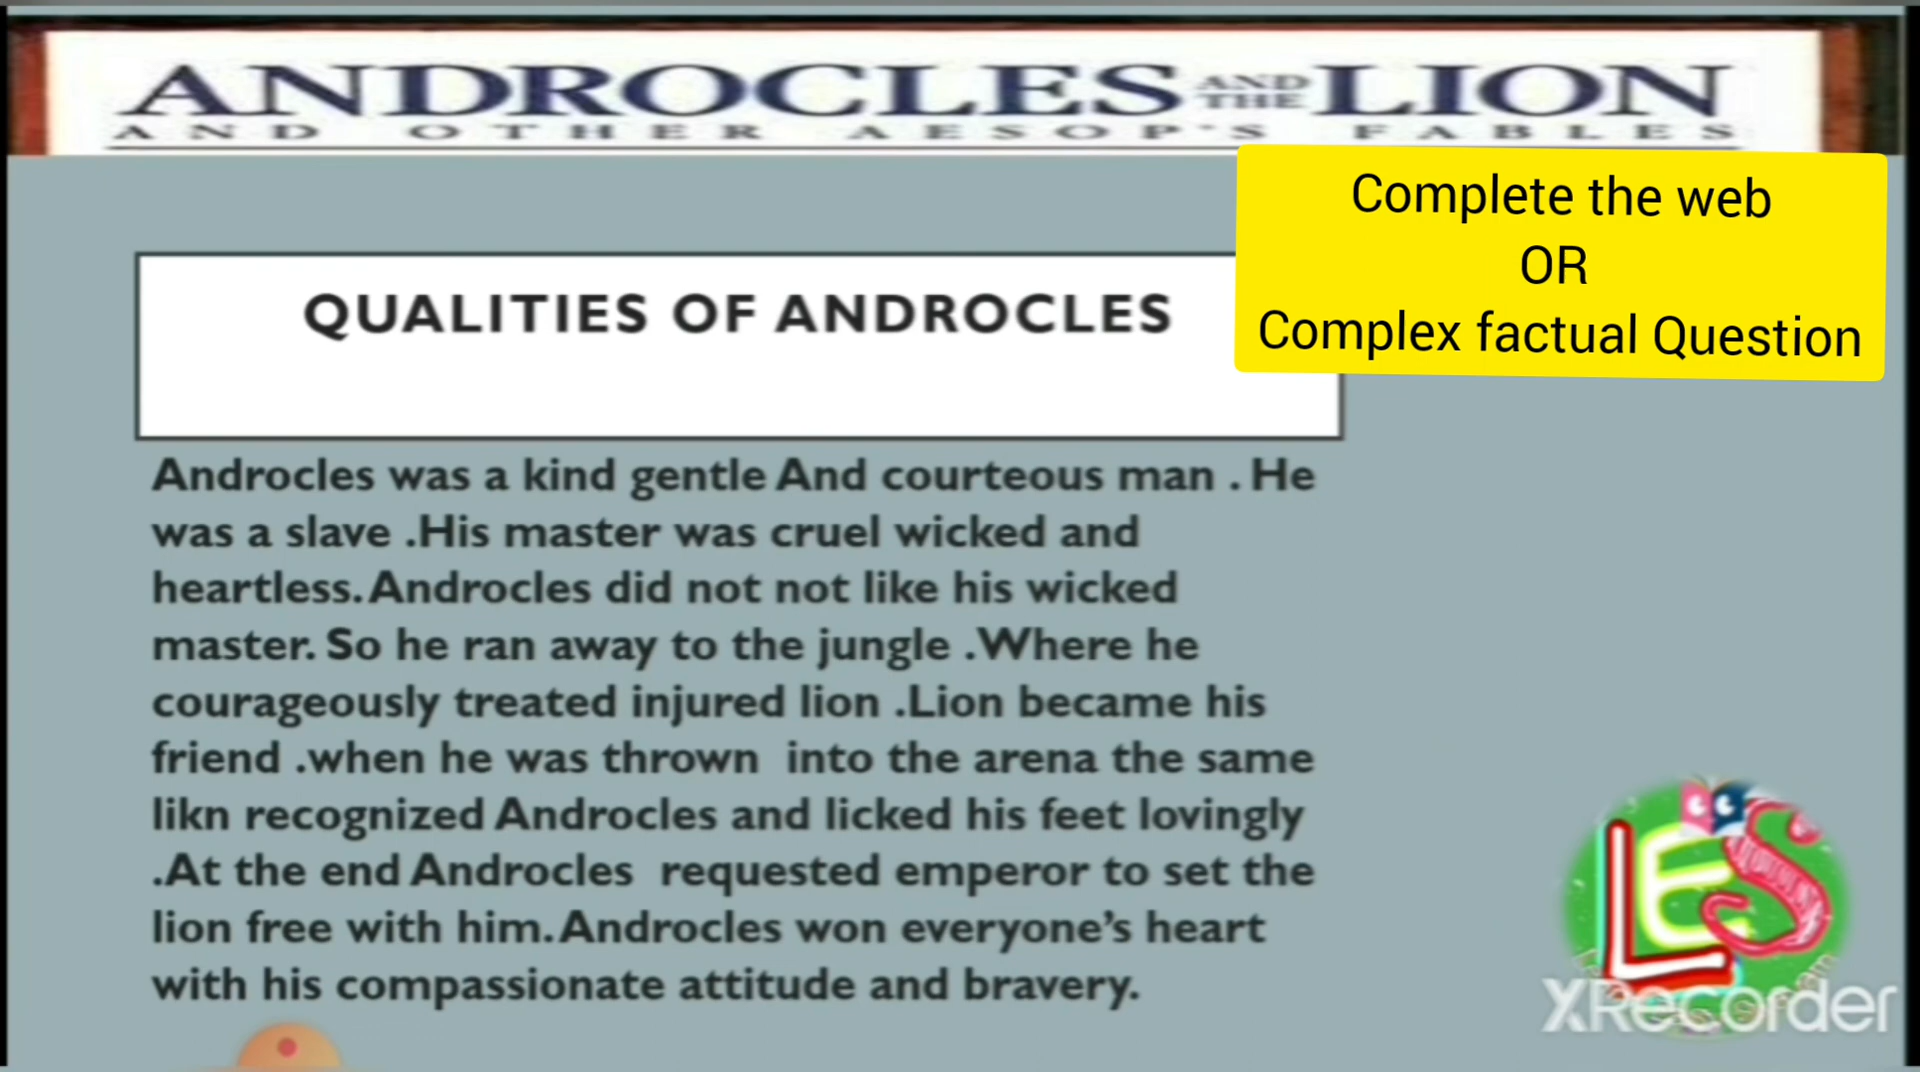 ANDROCLES AND THE LION
AND OTHER AESOP'S FABLES
Complete the web
OR
Complex factual Question
QUALITIES OF ANDROCLES
Androcles was a kind gentle And courteous man . He
was a slave .His master was cruel wicked and
heartless. Androcles did not not like his wicked
master. So he ran away to the jungle .Where he
courageously treated injured lion .Lion became his
friend .when he was thrown into the arena the same
likn recognized Androcles and licked his feet lovingly
.At the end Androcles requested emperor to set the
lion free with him. Androcles won everyone's heart
with his compassionate attitude and bravery.
LES
XRecorder